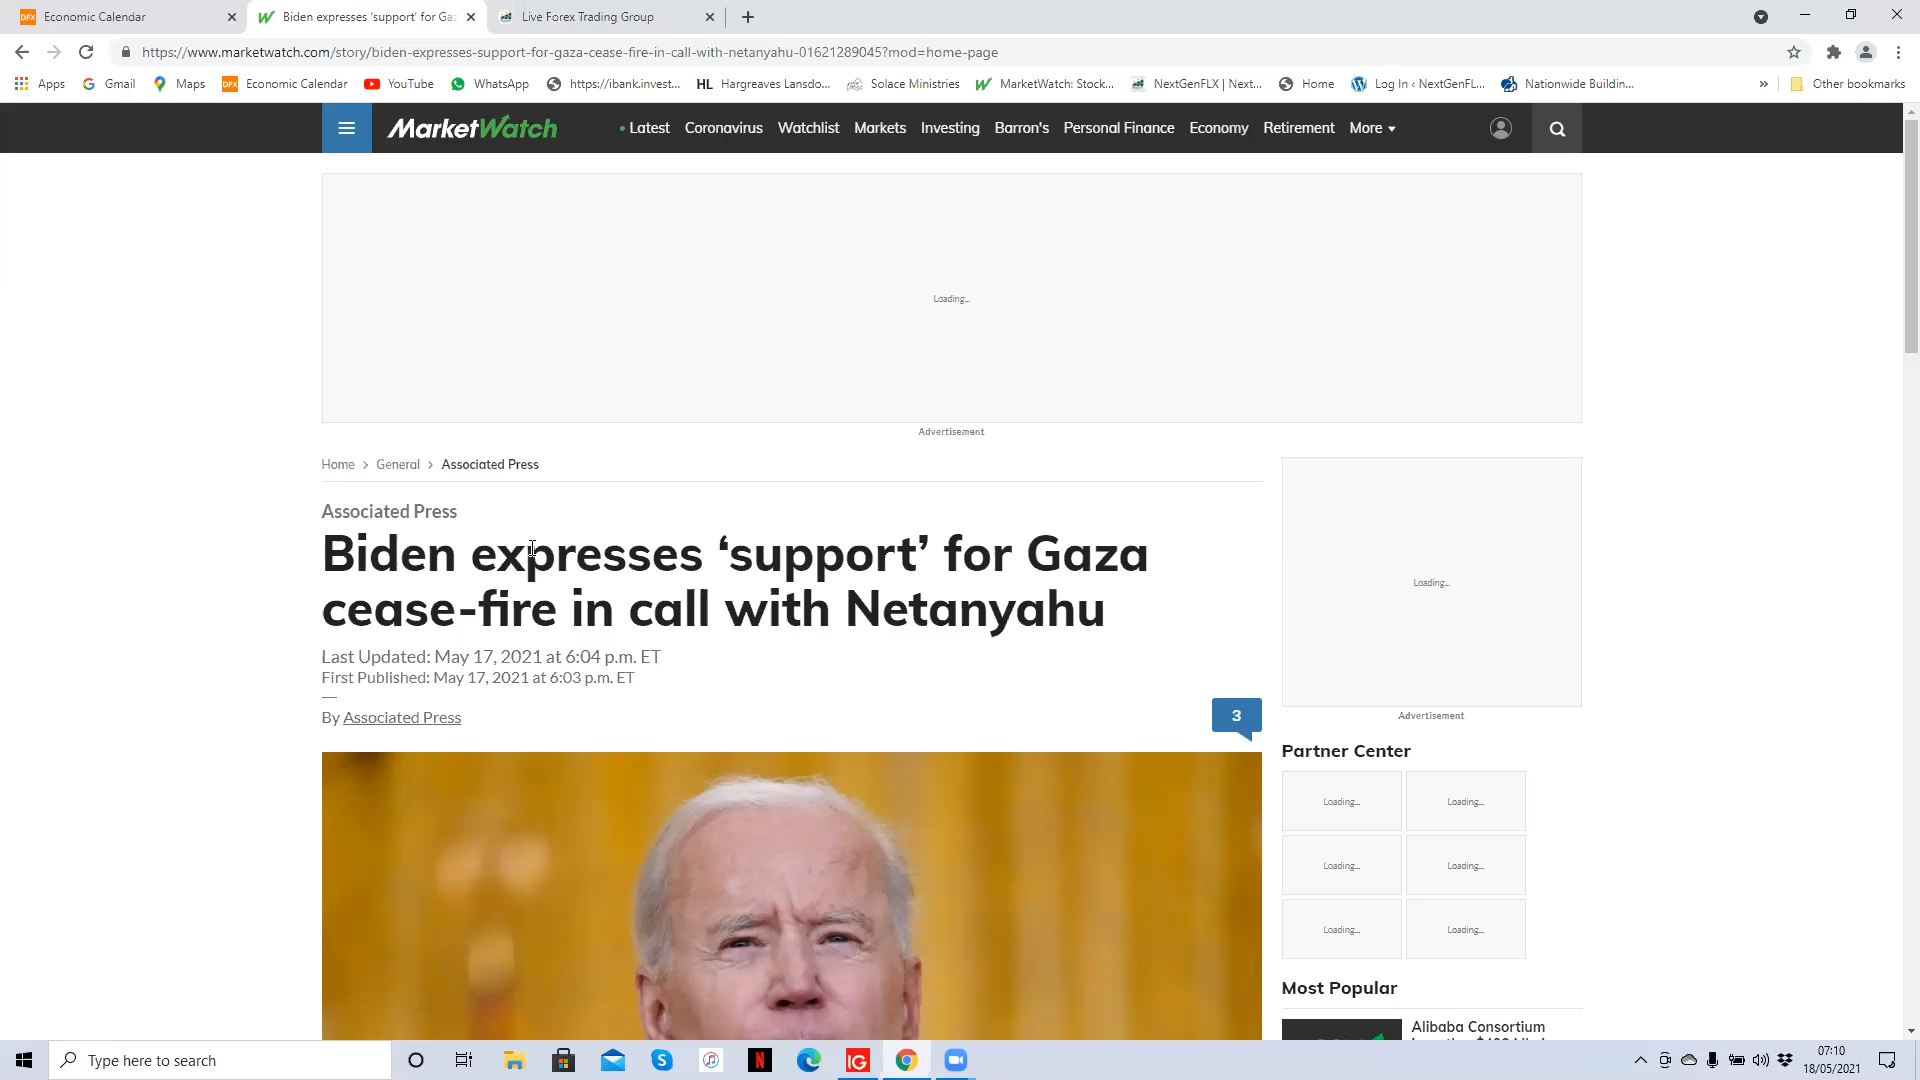 Economic Calendar
Biden expresses ‘support’ for Gaz
Live Forex Trading Group
https://www.marketwatch.com/story/biden-expresses-support-for-gaza-cease-fire-in-call-with-netanyahu-01621289045?mod=home-page
Apps Gmail Maps DFX Economic Calendar YouTube WhatsApp https://ibank.invest... HL Hargreaves Lansdo... Solace Ministries MarketWatch: Stock... NextGenFLX | Next... Home Log In ‹ NextGenFL... Nationwide Buildin... » Other bookmarks
MarketWatch • Latest Coronavirus Watchlist Markets Investing Barron's Personal Finance Economy Retirement More
Loading...
Advertisement
Home > General > Associated Press
Associated Press
Biden expresses ‘support’ for Gaza
cease-fire in call with Netanyahu
Last Updated: May 17, 2021 at 6:04 p.m. ET
First Published: May 17, 2021 at 6:03 p.m. ET
By Associated Press
3
Loading...
Advertisement
Partner Center
Loading... Loading...
Loading... Loading...
Loading... Loading...
Most Popular
Alibaba Consortium
Type here to search
IG
07:10
18/05/2021